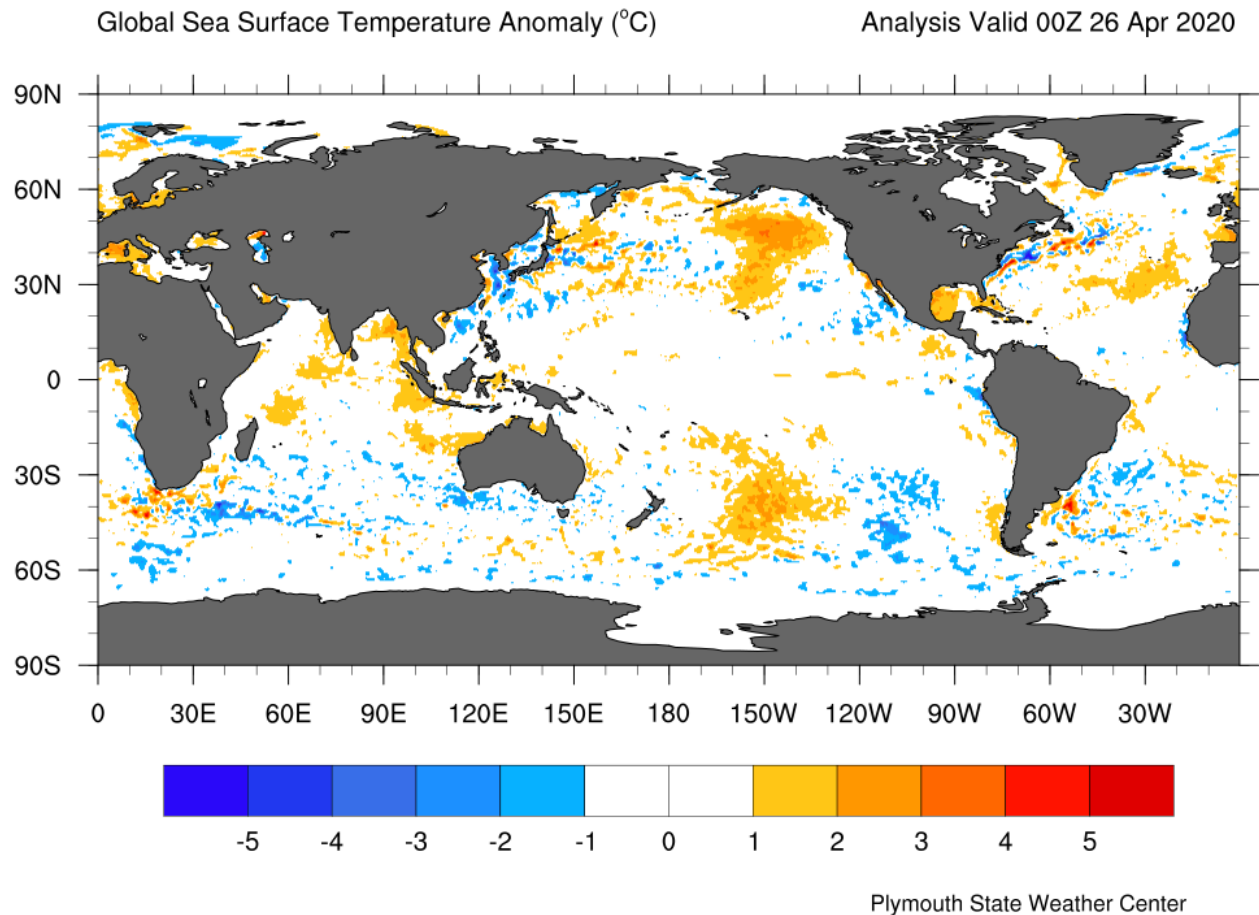 Global Sea Surface Temperature Anomaly (°C) Analysis Valid 00Z 26 Apr 2020
90N
60N
30N
0
30S
60S
90S
0 30E 60E 90E 120E 150E 180 150W 120W 90W 60W 30W
-5 -4 -3 -2 -1 0 1 2 3 4 5
Plymouth State Weather Center